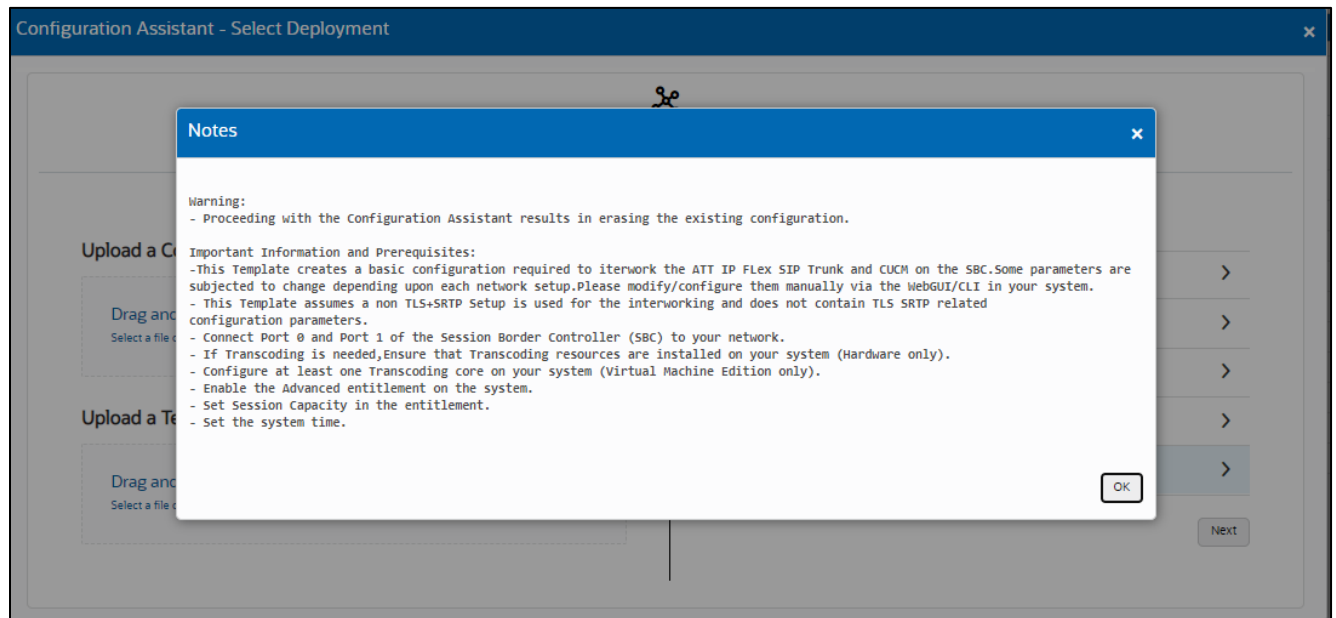 Configuration Assistant - Select Deployment
×
Notes
×
Warning:
- Proceeding with the Configuration Assistant results in erasing the existing configuration.
Important Information and Prerequisites:
-This Template creates a basic configuration required to iterwork the ATT IP FLex SIP Trunk and CUCM on the SBC.Some parameters are
subjected to change depending upon each network setup.Please modify/configure them manually via the WebGUI/CLI in your system.
- This Template assumes a non TLS+SRTP Setup is used for the interworking and does not contain TLS SRTP related
configuration parameters.
- Connect Port 0 and Port 1 of the Session Border Controller (SBC) to your network.
- If Transcoding is needed,Ensure that Transcoding resources are installed on your system (Hardware only).
- Configure at least one Transcoding core on your system (Virtual Machine Edition only).
- Enable the Advanced entitlement on the system.
- Set Session Capacity in the entitlement.
- Set the system time.
OK
Upload a
Drag
Select a file
Upload a
Drag
Select a file
Next